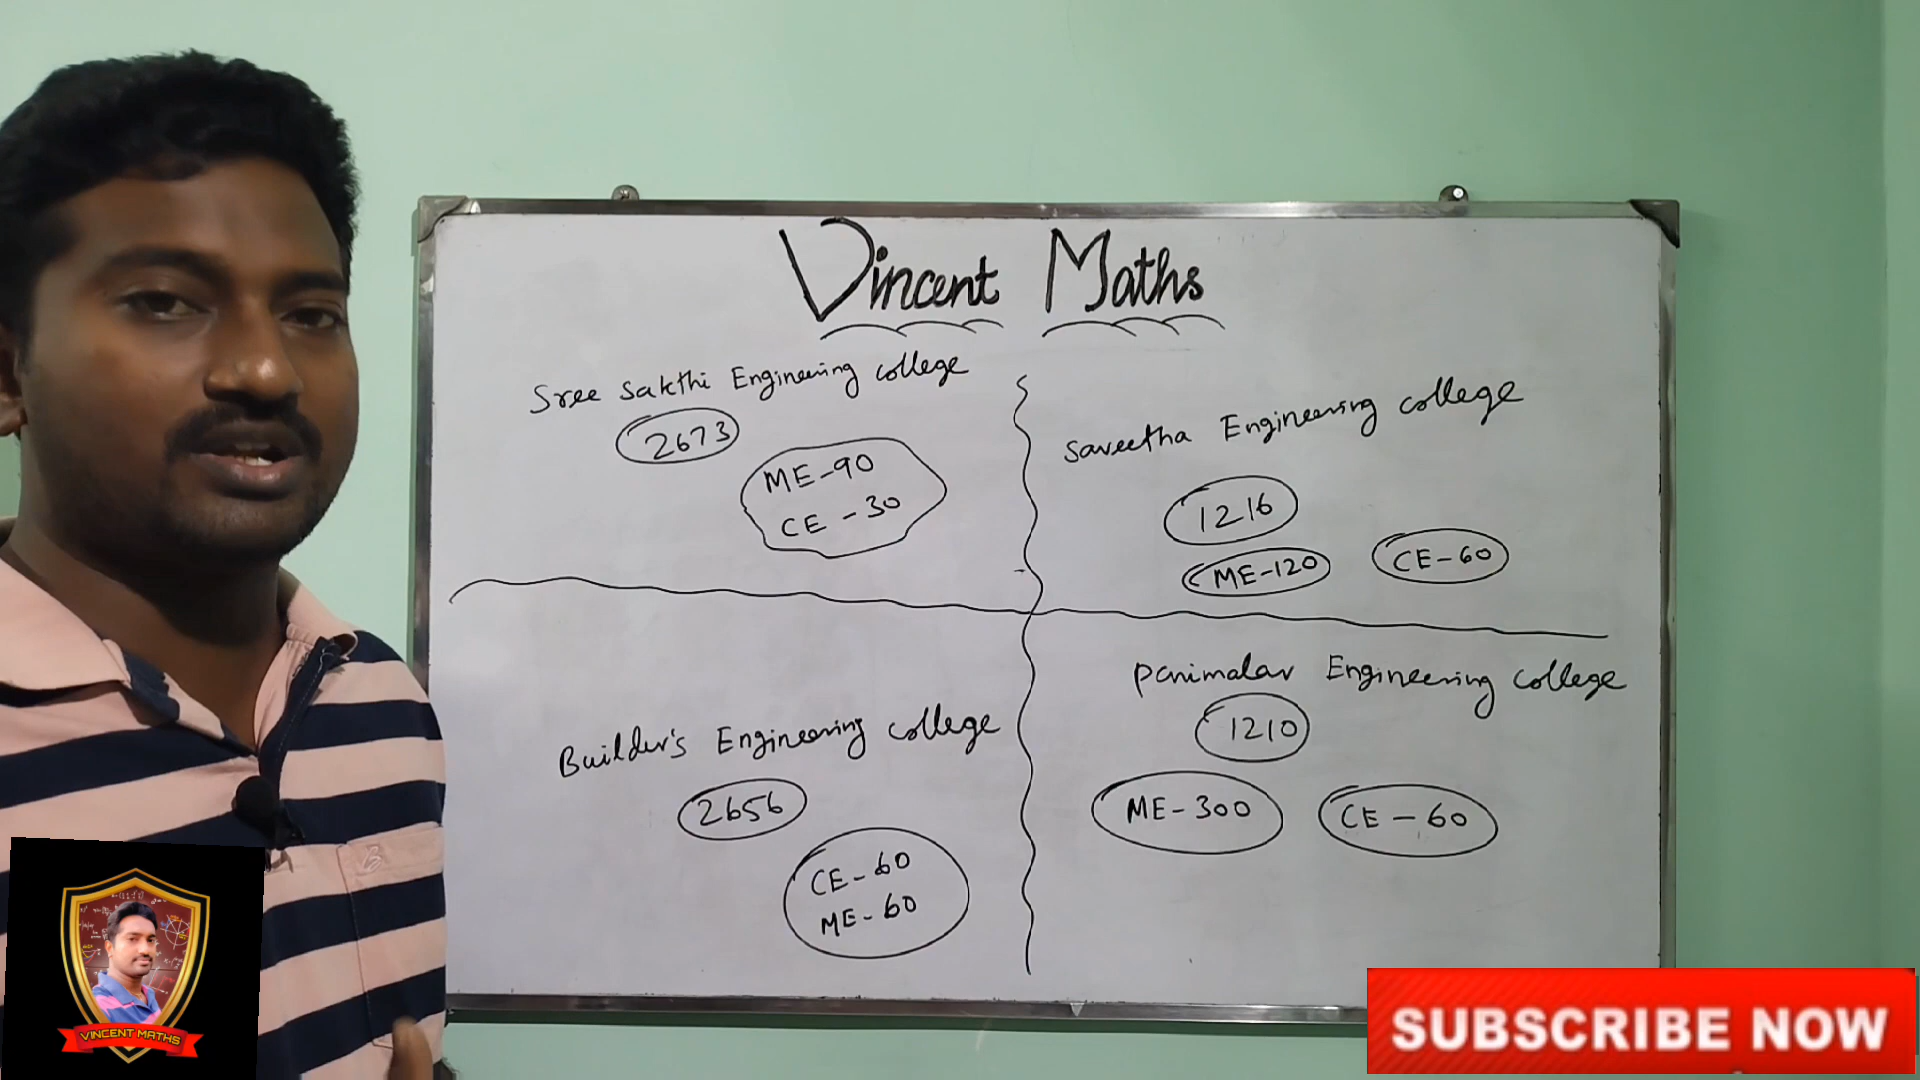 Vincent Maths
Sree Sakthi Engineering college
2673
ME-90
CE-30
Saveetha Engineering college
1216
ME-120
CE-60
Builder's Engineering college
2656
CE-60
ME-60
Panimalar Engineering college
1210
ME-300
CE-60
VINCENT MATHS
SUBSCRIBE NOW